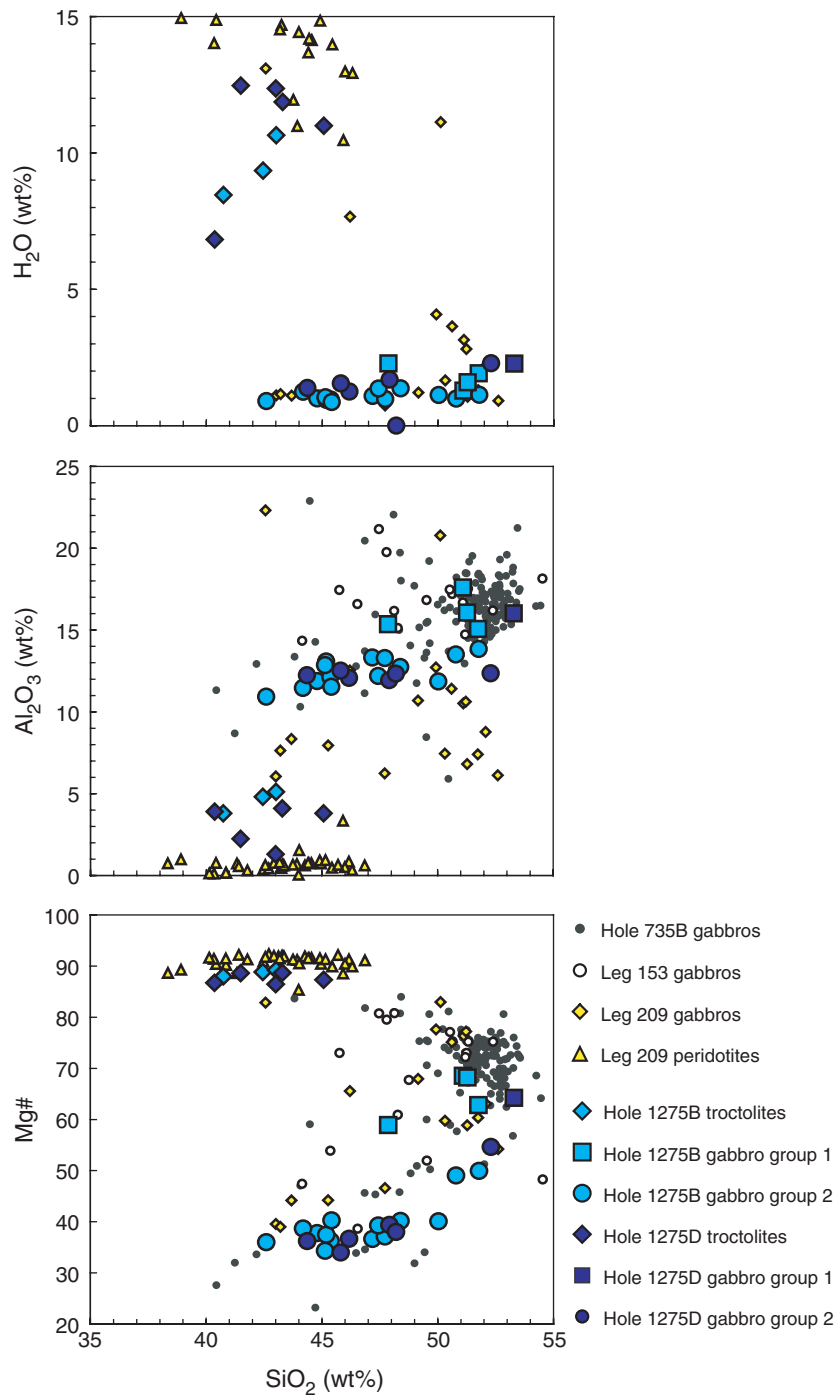 15
10
5
0
H₂O (wt%)
25
20
15
10
5
0
Al₂O₃ (wt%)
100
90
80
70
60
50
40
30
20
Mg#
35
40
45
50
55
SiO₂ (wt%)
Hole 735B gabbros
Leg 153 gabbros
Leg 209 gabbros
Leg 209 peridotites
Hole 1275B troctolites
Hole 1275B gabbro group 1
Hole 1275B gabbro group 2
Hole 1275D troctolites
Hole 1275D gabbro group 1
Hole 1275D gabbro group 2